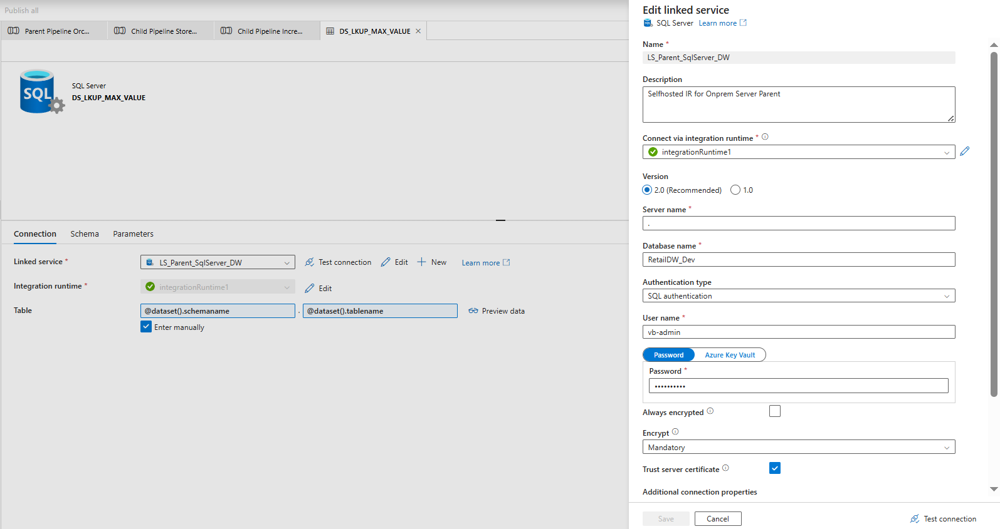 Publish all
Parent Pipeline Orc...
Child Pipeline Store...
Child Pipeline Incre...
DS_LKUP_MAX_VALUE
SQL
SQL Server
DS_LKUP_MAX_VALUE
Connection
Schema
Parameters
Linked service *
LS_Parent_SqlServer_DW
Test connection
Edit
New
Learn more
Integration runtime *
integrationRuntime1
Edit
Table
@dataset().schemaname
.
@dataset().tablename
Preview data
Enter manually
Edit linked service
SQL Server Learn more
Name *
LS_Parent_SqlServer_DW
Description
Selfhosted IR for Onprem Server Parent
Connect via integration runtime *
integrationRuntime1
Version
2.0 (Recommended) 1.0
Server name *
.
Database name *
RetailDW_Dev
Authentication type
SQL authentication
User name *
vb-admin
Password Azure Key Vault
Password *
••••••••••
Always encrypted
Encrypt
Mandatory
Trust server certificate
Additional connection properties
Save
Cancel
Test connection